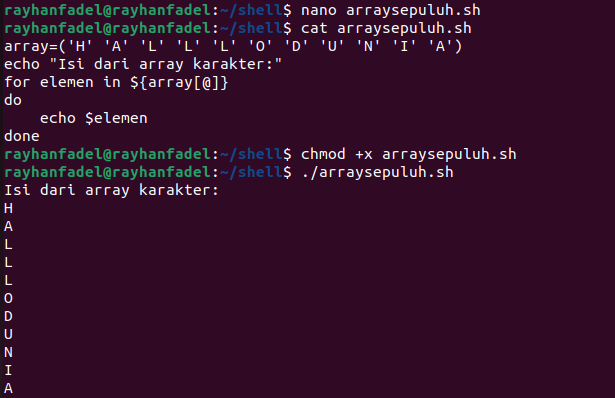 rayhanfadel@rayhanfadel:~/shell$ nano arraysepuluh.sh
rayhanfadel@rayhanfadel:~/shell$ cat arraysepuluh.sh
array=('H' 'A' 'L' 'L' 'L' 'O' 'D' 'U' 'N' 'I' 'A')
echo "Isi dari array karakter:"
for elemen in ${array[@]}
do
    echo $elemen
done
rayhanfadel@rayhanfadel:~/shell$ chmod +x arraysepuluh.sh
rayhanfadel@rayhanfadel:~/shell$ ./arraysepuluh.sh
Isi dari array karakter:
H
A
L
L
L
O
D
U
N
I
A